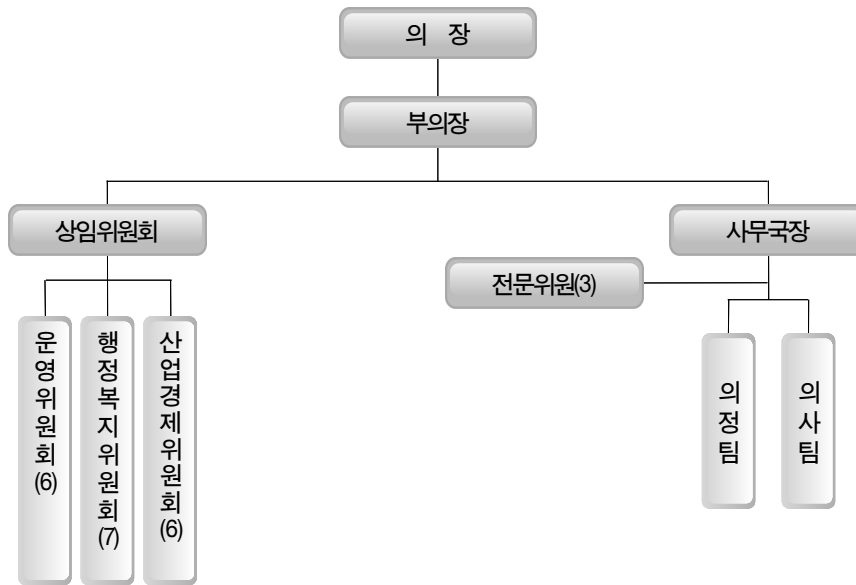 의 장
부의장
상임위원회
사무국장
전문위원(3)
운영위원회(6)
행정복지위원회(7)
산업경제위원회(6)
의정팀
의사팀